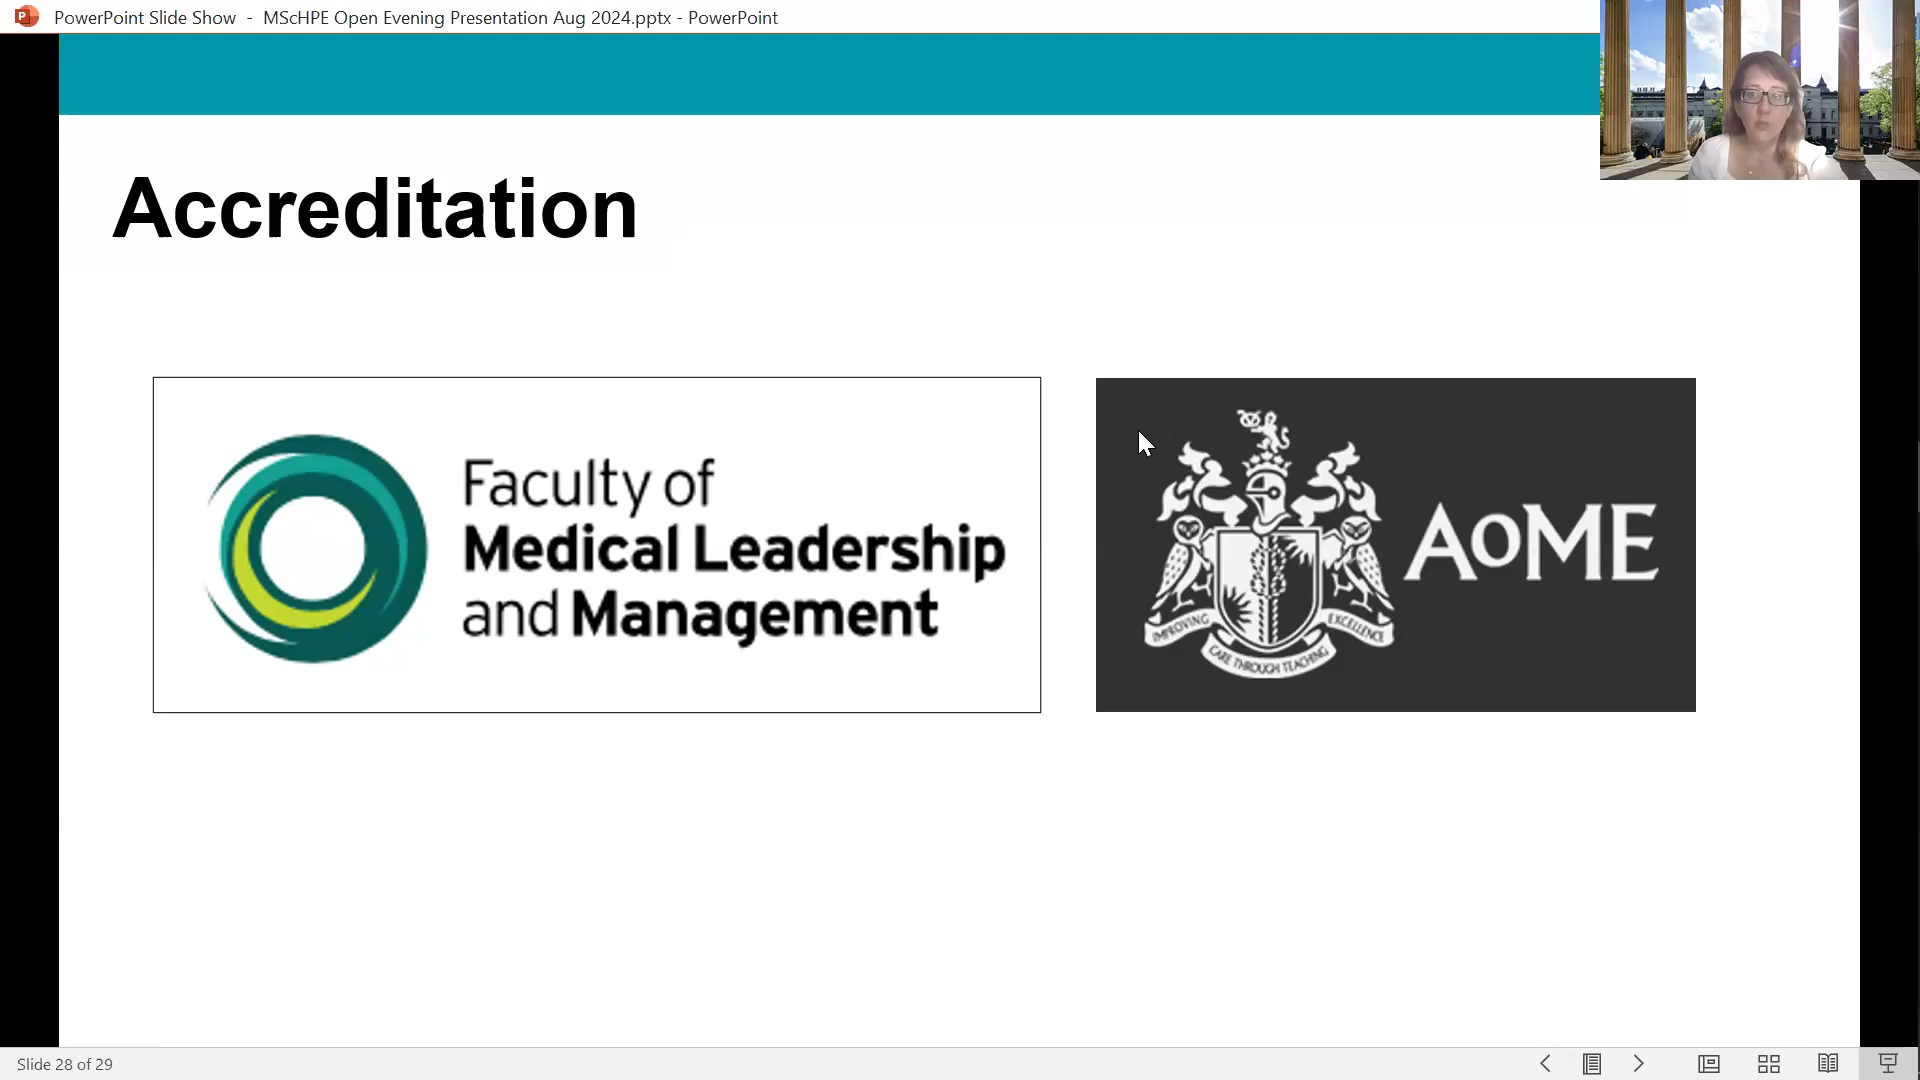 PowerPoint Slide Show - MScHPE Open Evening Presentation Aug 2024.pptx - PowerPoint
Accreditation
Faculty of
Medical Leadership
and Management
AoME
IMPROVING
EXCELLENCE
CARE THROUGH TEACHING
Slide 28 of 29